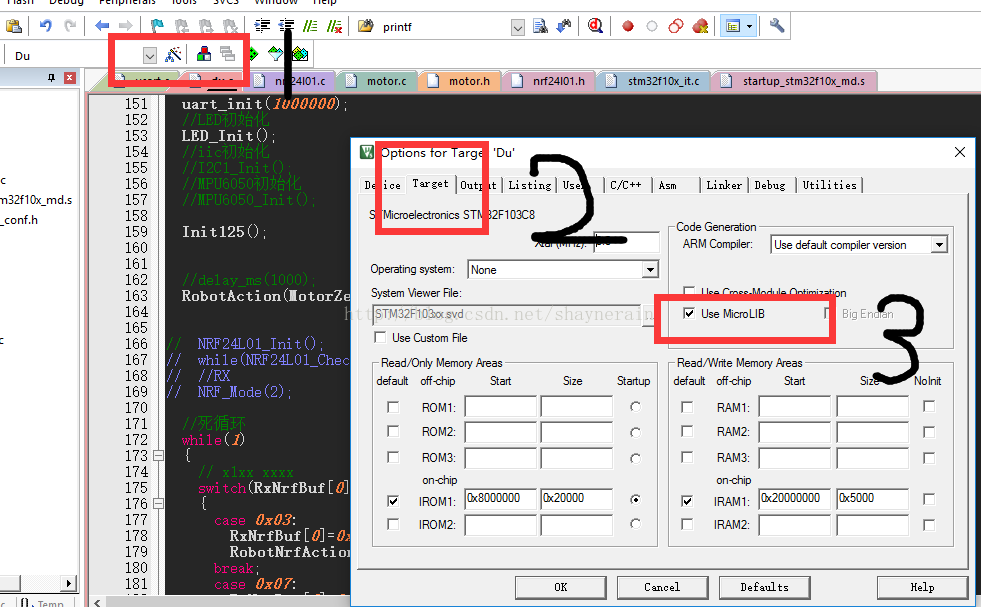 Flash Debug Peripherals Tools SVCS Window Help
printf
Du
du.c nrf24l01.c motor.c motor.h nrf24l01.h stm32f10x_it.c startup_stm32f10x_md.s
1
c
m32f10x_md.s
_conf.h
c
151 uart_init(1000000);
152 //LED初始化
153 LED_Init();
154 //iic初始化
155 //I2C1_Init();
156 //MPU6050初始化
157 //MPU6050_Init();
158
159 Init125();
160
161
162 //delay_ms(1000);
163 RobotAction(MotorZe
164
165
166 // NRF24L01_Init();
167 // while(NRF24L01_Chec
168 // //RX
169 // NRF_Mode(2);
170
171 //死循环
172 while(1)
173 {
174 // x1xx xxxx
175 switch(RxNrfBuf[0]
176 {
177 case 0x03:
178 RxNrfBuf[0]=0x
179 RobotNrfAction
180 break;
181 case 0x07:
Temp
Options for Target 'Du'
2
Device Target Output Listing User C/C++ Asm Linker Debug Utilities
STMicroelectronics STM32F103C8
Xtal (MHz):
Operating system: None
System Viewer File:
STM32F103xx.svd
Use Custom File
Code Generation
ARM Compiler: Use default compiler version
Use Cross-Module Optimization
Use MicroLIB Big Endian
3
Read/Only Memory Areas
default off-chip Start Size Startup
ROM1:
ROM2:
ROM3:
on-chip
IROM1: 0x8000000 0x20000
IROM2:
Read/Write Memory Areas
default off-chip Start Size NoInit
RAM1:
RAM2:
RAM3:
on-chip
IRAM1: 0x20000000 0x5000
IRAM2:
OK Cancel Defaults Help